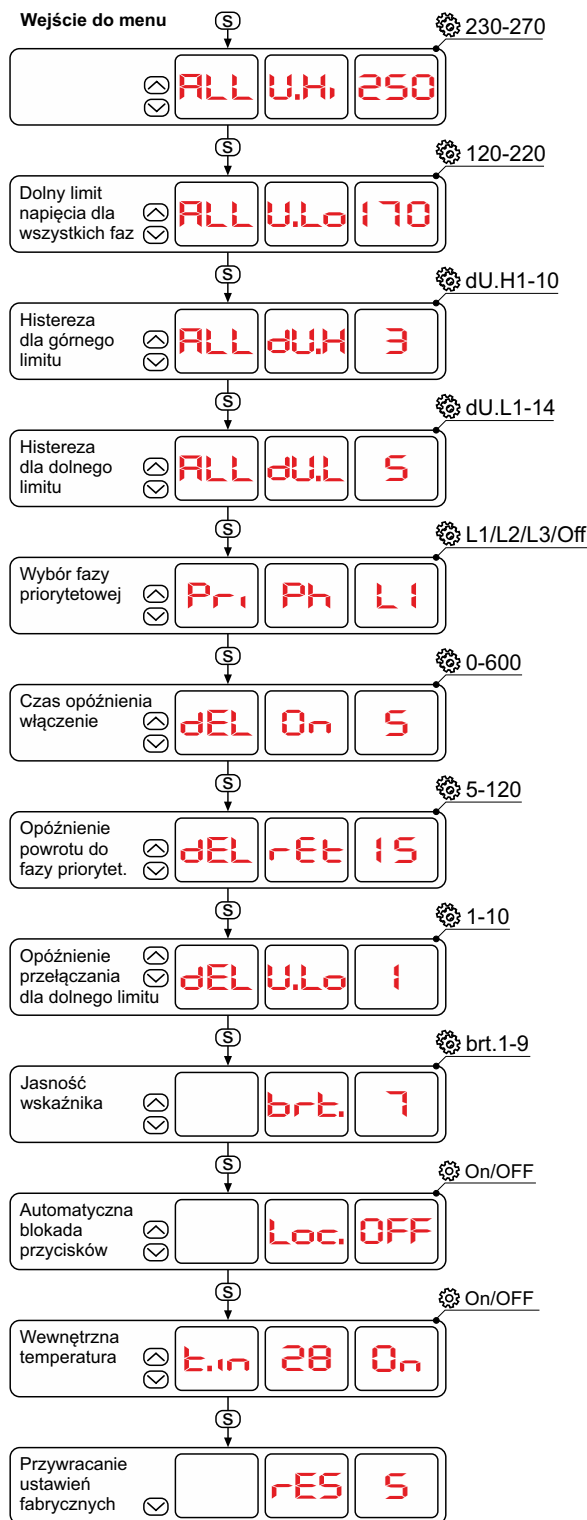 Wejście do menu
S
230-270
ALL U.Hi 250
S
120-220
Dolny limit
napięcia dla
wszystkich faz
ALL U.Lo 170
S
dU.H1-10
Histereza
dla górnego
limitu
ALL dU.H 3
S
dU.L1-14
Histereza
dla dolnego
limitu
ALL dU.L 5
S
L1/L2/L3/Off
Wybór fazy
priorytetowej
Pri Ph L1
S
0-600
Czas opóźnienia
włączenie
dEL On 5
S
5-120
Opóźnienie
powrotu do
fazy priorytet.
dEL rEt 15
S
1-10
Opóźnienie
przełączania
dla dolnego limitu
dEL U.Lo 1
S
brt.1-9
Jasność
wskaźnika
brt. 7
S
On/OFF
Automatyczna
blokada
przycisków
Loc. OFF
S
On/OFF
Wewnętrzna
temperatura
t.in 28 On
S
Przywracanie
ustawień
fabrycznych
rES 5